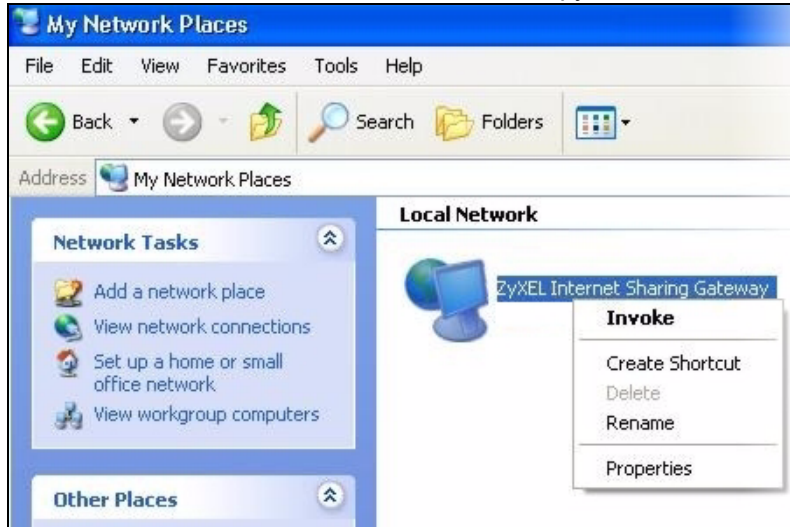 My Network Places
File Edit View Favorites Tools Help
Back Search Folders
Address My Network Places
Network Tasks
Add a network place
View network connections
Set up a home or small
office network
View workgroup computers
Other Places
Local Network
ZyXEL Internet Sharing Gateway
Invoke
Create Shortcut
Delete
Rename
Properties